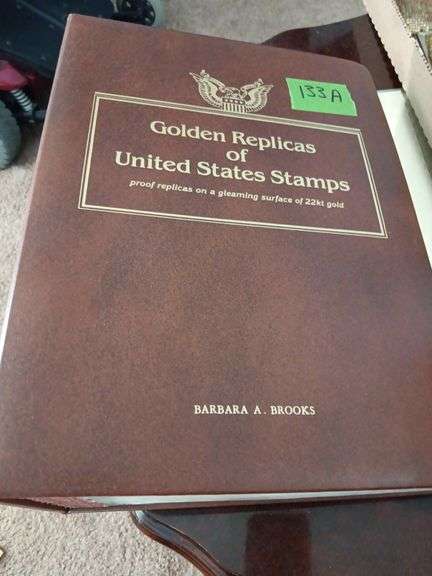 133A
Golden Replicas
of
United States Stamps
proof replicas on a gleaming surface of 22kt gold
BARBARA A. BROOKS